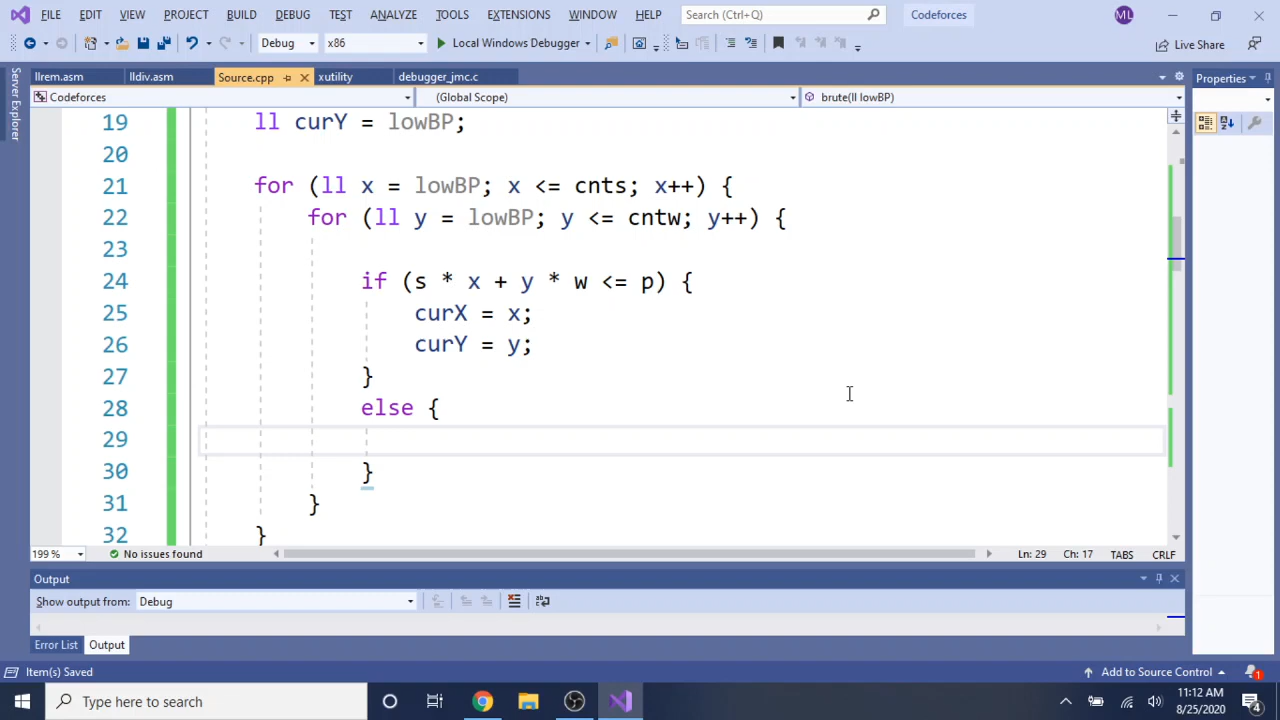 FILE EDIT VIEW PROJECT BUILD DEBUG TEST ANALYZE TOOLS EXTENSIONS WINDOW HELP Search (Ctrl+Q) Codeforces ML
Debug x86 Local Windows Debugger Live Share
Server Explorer
llrem.asm lldiv.asm Source.cpp xutility debugger_jmc.c Properties
Codeforces (Global Scope) brute(ll lowBP)
19 ll curY = lowBP;
20
21 for (ll x = lowBP; x <= cnts; x++) {
22 for (ll y = lowBP; y <= cntw; y++) {
23
24 if (s * x + y * w <= p) {
25 curX = x;
26 curY = y;
27 }
28 else {
29
30 }
31 }
32 }
199 % No issues found Ln: 29 Ch: 17 TABS CRLF
Output
Show output from: Debug
Error List Output
Item(s) Saved Add to Source Control 1
Type here to search 11:12 AM
8/25/2020 4